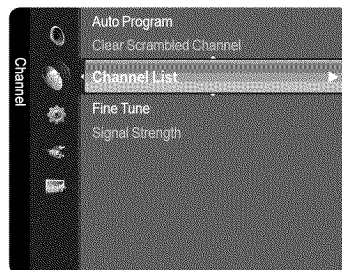 Channel
Auto Program
Clear Scrambled Channel
Channel List
Fine Tune
Signal Strength